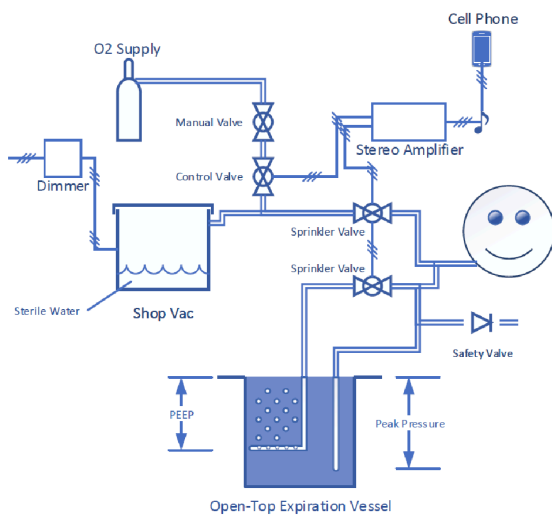 Cell Phone
O2 Supply
Manual Valve
Stereo Amplifier
Dimmer
Control Valve
Sprinkler Valve
Sprinkler Valve
Sterile Water
Shop Vac
Safety Valve
PEEP
Peak Pressure
Open-Top Expiration Vessel